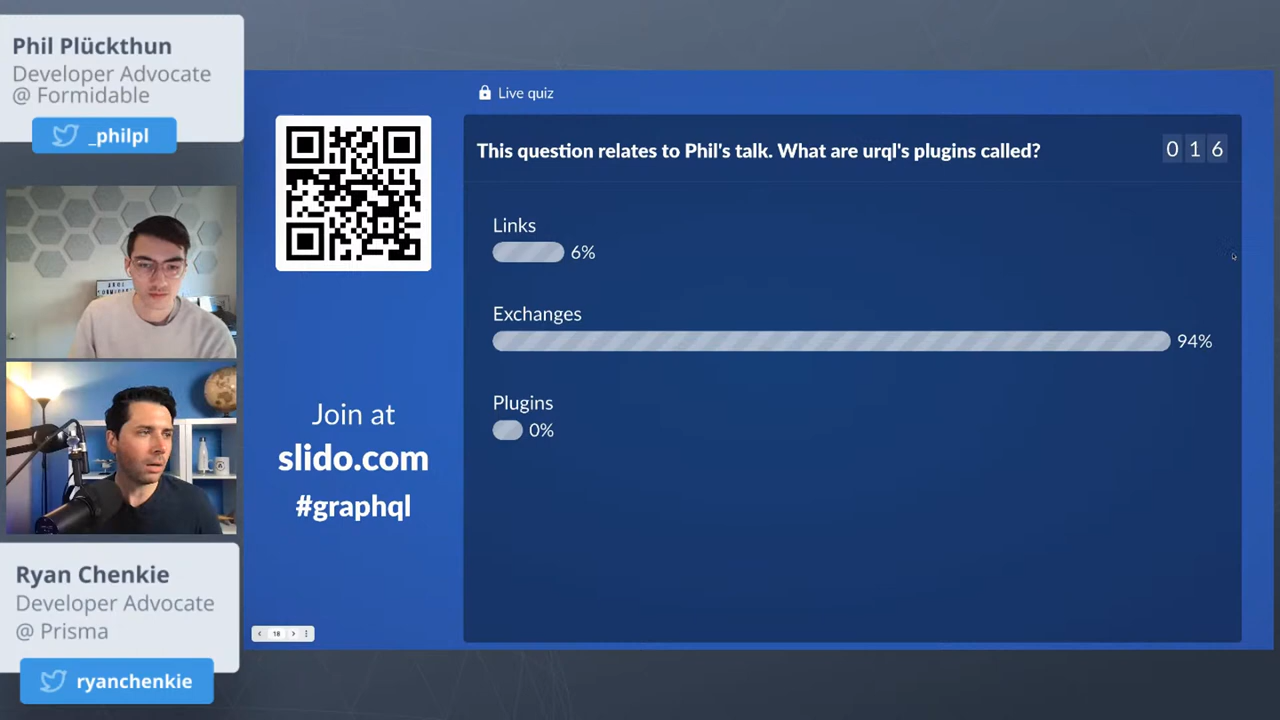 Phil Plückthun
Developer Advocate
@ Formidable
_philpl
Live quiz
This question relates to Phil's talk. What are urql's plugins called?
016
Links
6%
Exchanges
94%
Plugins
0%
Join at
slido.com
#graphql
18
Ryan Chenkie
Developer Advocate
@ Prisma
ryanchenkie